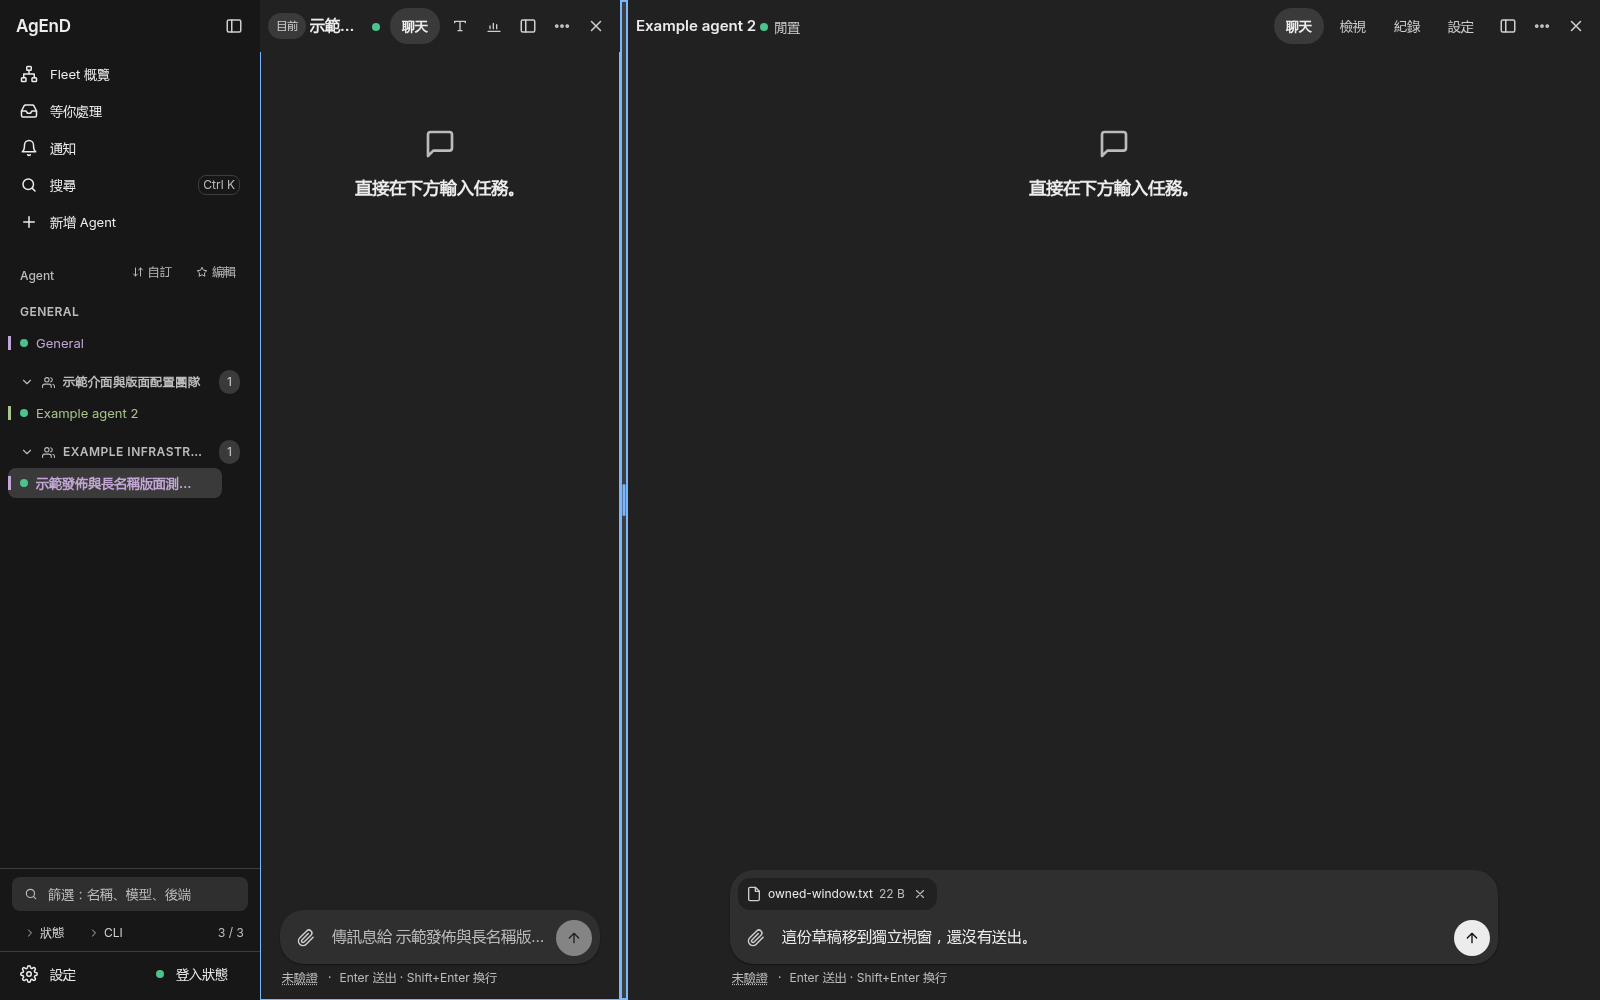 AgEnD
Fleet 概覽
等你處理
通知
搜尋 Ctrl K
新增 Agent
Agent 自訂 編輯
GENERAL
General
示範介面與版面配置團隊 1
Example agent 2
EXAMPLE INFRASTR... 1
示範發佈與長名稱版面測...
篩選：名稱、模型、後端
狀態 CLI 3 / 3
設定 登入狀態
目前 示範... 聊天
直接在下方輸入任務。
傳訊息給 示範發佈與長名稱版...
未驗證 · Enter 送出 · Shift+Enter 換行
Example agent 2 閒置 聊天 檢視 紀錄 設定
直接在下方輸入任務。
owned-window.txt 22 B
這份草稿移到獨立視窗，還沒有送出。
未驗證 · Enter 送出 · Shift+Enter 換行